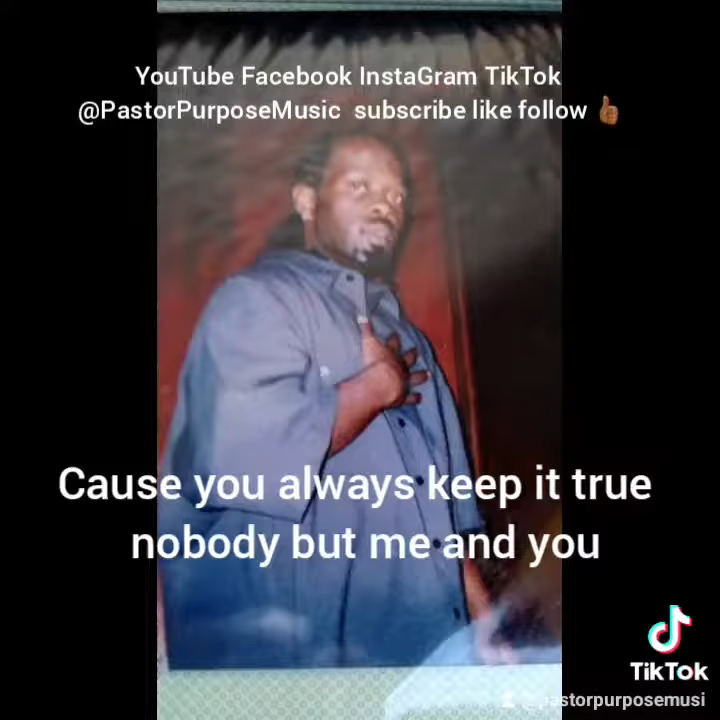 YouTube Facebook InstaGram TikTok
@PastorPurposeMusic subscribe like follow 👍🏾
Cause you always keep it true
nobody but me and you
TikTok
@pastorpurposemusi